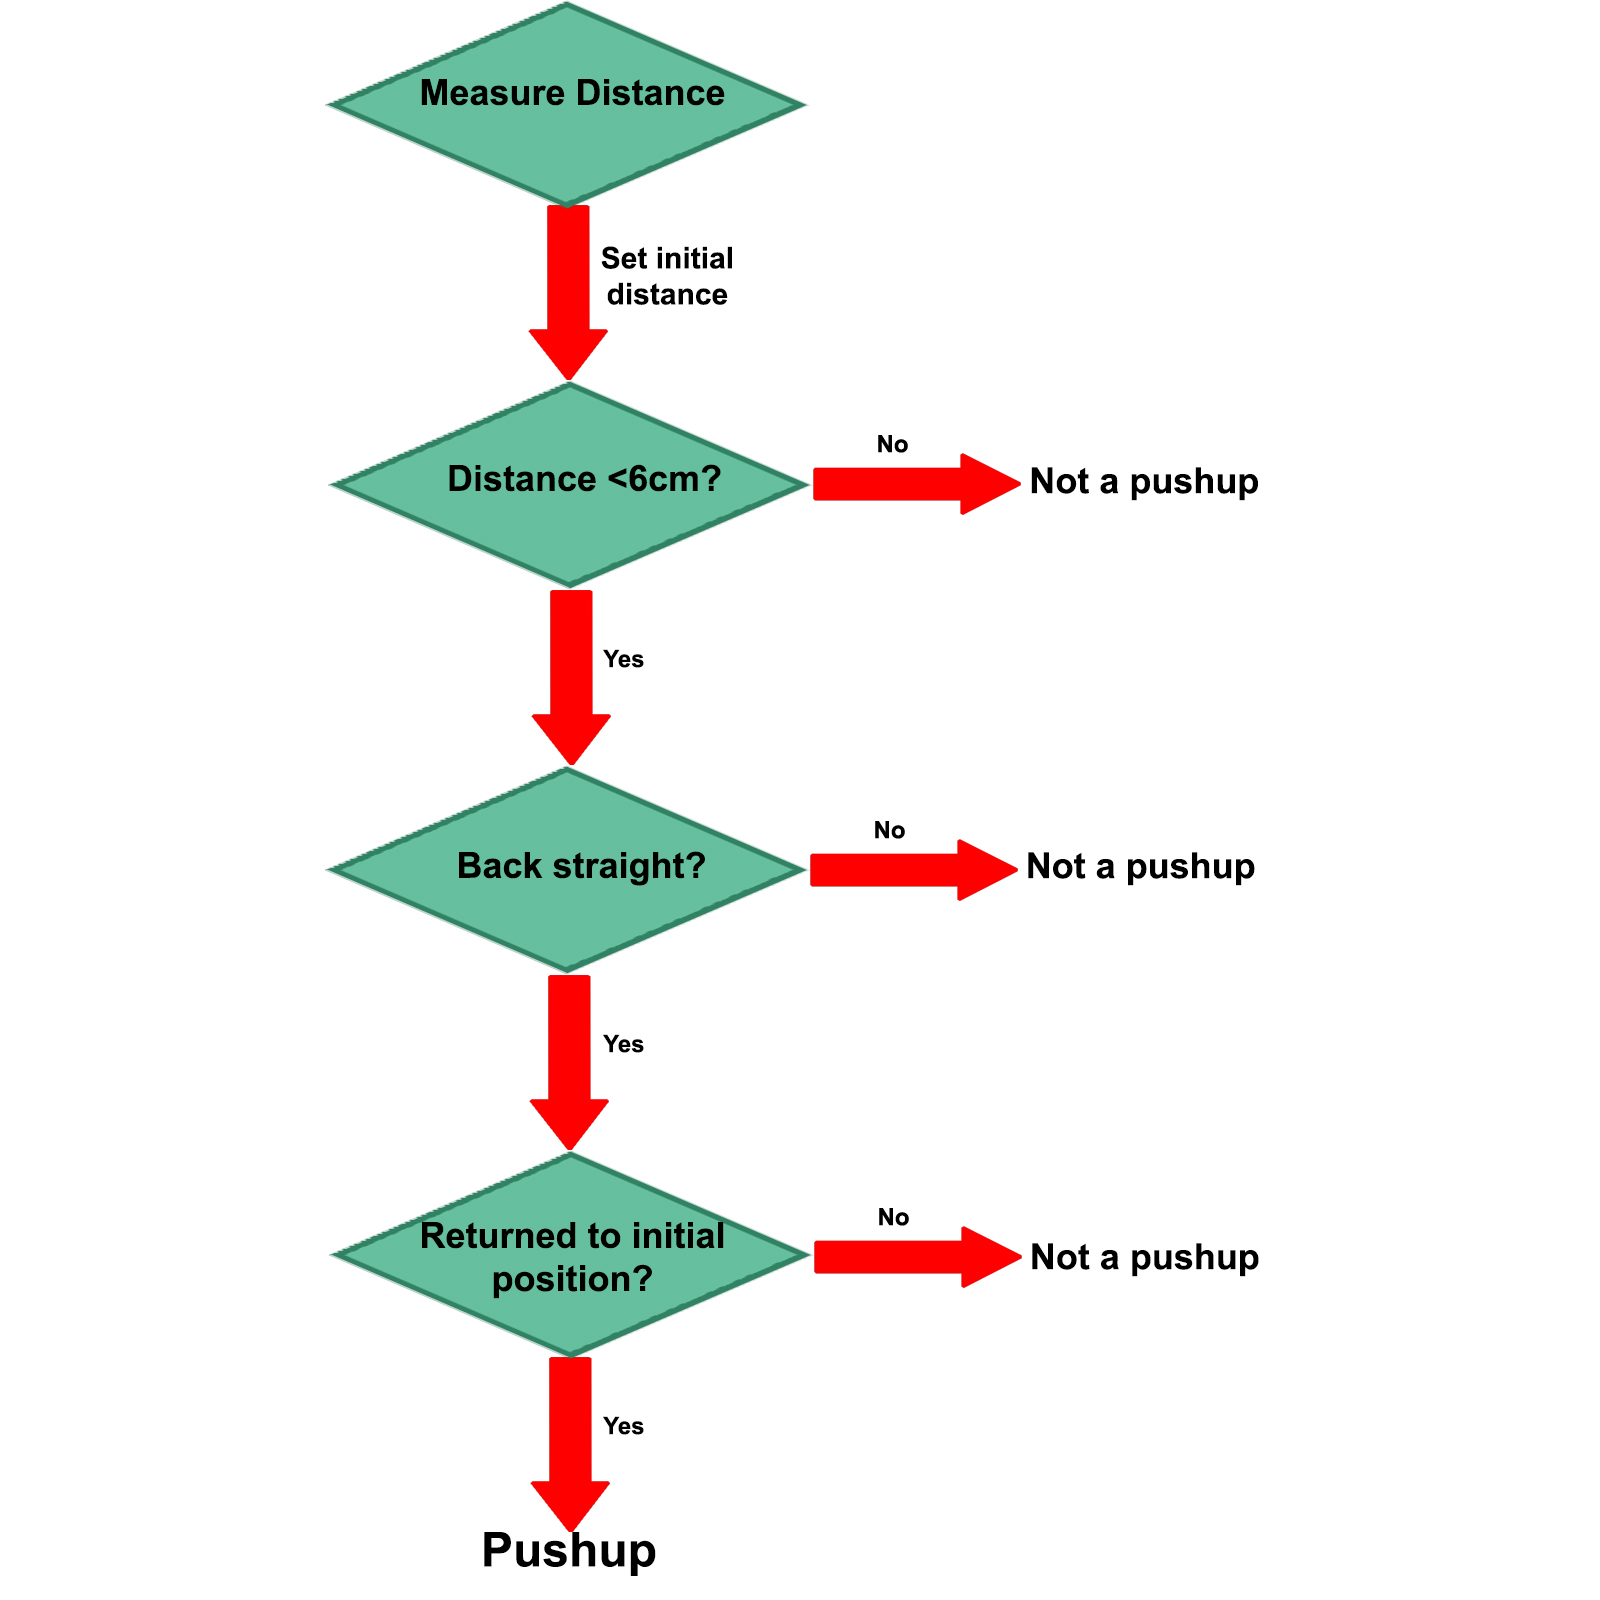 Measure Distance
Set initial
distance
Distance <6cm?
No
Not a pushup
Yes
Back straight?
No
Not a pushup
Yes
Returned to initial
position?
No
Not a pushup
Yes
Pushup